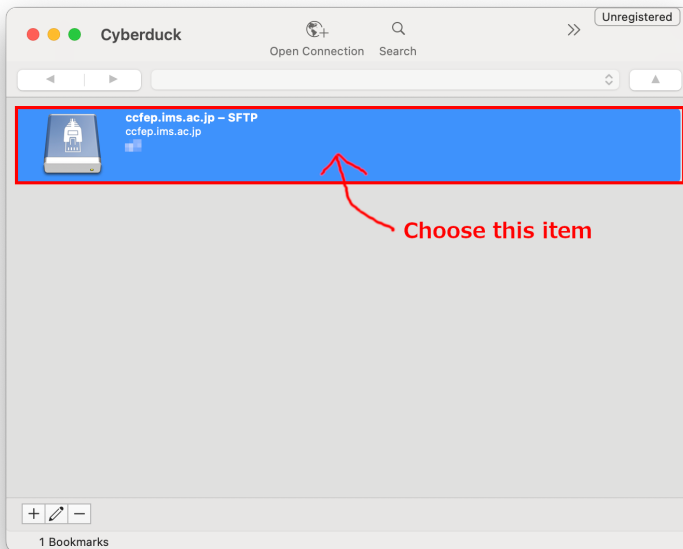 Unregistered
Cyberduck
Open Connection
Search
ccfep.ims.ac.jp – SFTP
ccfep.ims.ac.jp
Choose this item
1 Bookmarks